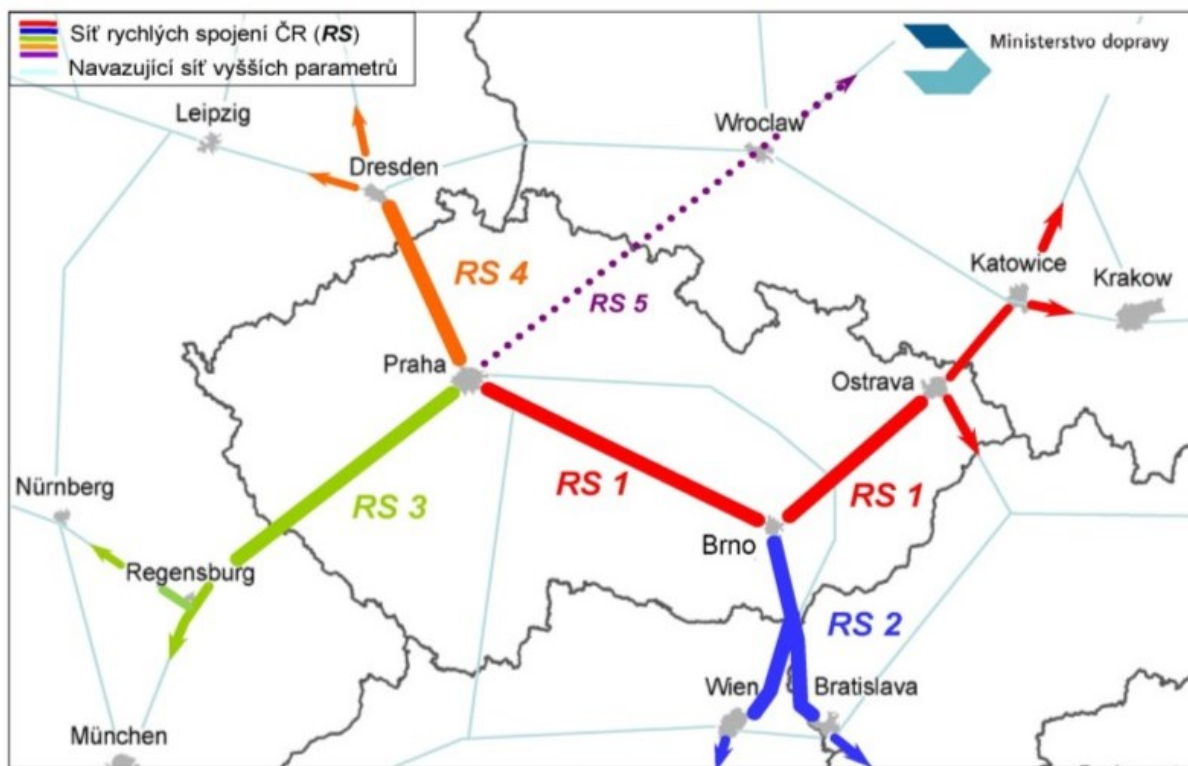 Síť rychlých spojení ČR (RS)
Navazující síť vyšších parametrů
Ministerstvo dopravy
Leipzig
Wroclaw
Dresden
RS 4
Katowice
Krakow
RS 5
Praha
Ostrava
RS 1
RS 1
Nürnberg
RS 3
Brno
Regensburg
RS 2
Wien
Bratislava
München